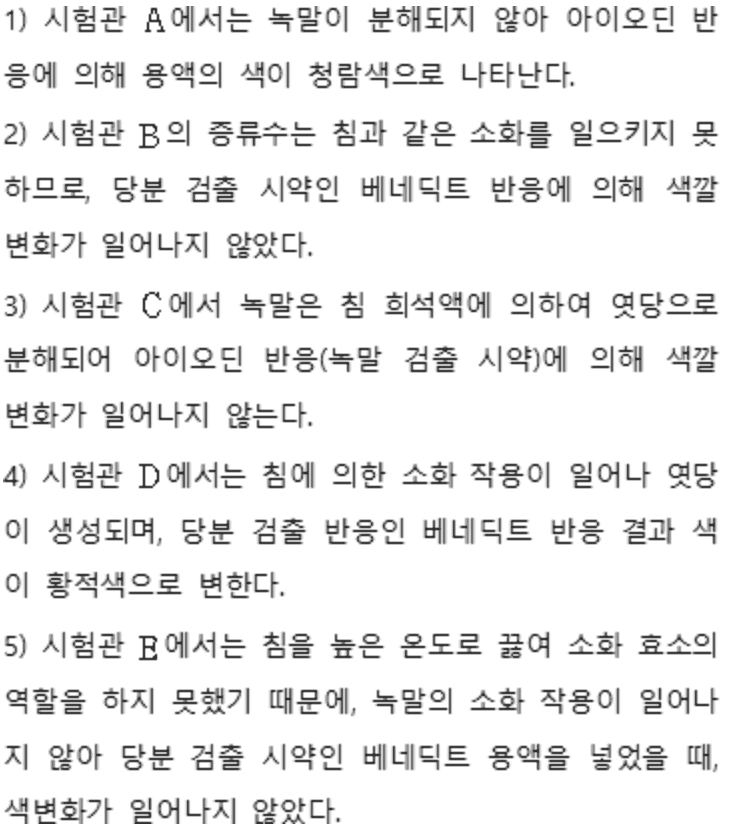 1) 시험관 A에서는 녹말이 분해되지 않아 아이오딘 반
응에 의해 용액의 색이 청람색으로 나타난다.
2) 시험관 B의 증류수는 침과 같은 소화를 일으키지 못
하므로, 당분 검출 시약인 베네딕트 반응에 의해 색깔
변화가 일어나지 않았다.
3) 시험관 C에서 녹말은 침 희석액에 의하여 엿당으로
분해되어 아이오딘 반응(녹말 검출 시약)에 의해 색깔
변화가 일어나지 않는다.
4) 시험관 D에서는 침에 의한 소화 작용이 일어나 엿당
이 생성되며, 당분 검출 반응인 베네딕트 반응 결과 색
이 황적색으로 변한다.
5) 시험관 E에서는 침을 높은 온도로 끓여 소화 효소의
역할을 하지 못했기 때문에, 녹말의 소화 작용이 일어나
지 않아 당분 검출 시약인 베네딕트 용액을 넣었을 때,
색변화가 일어나지 않았다.